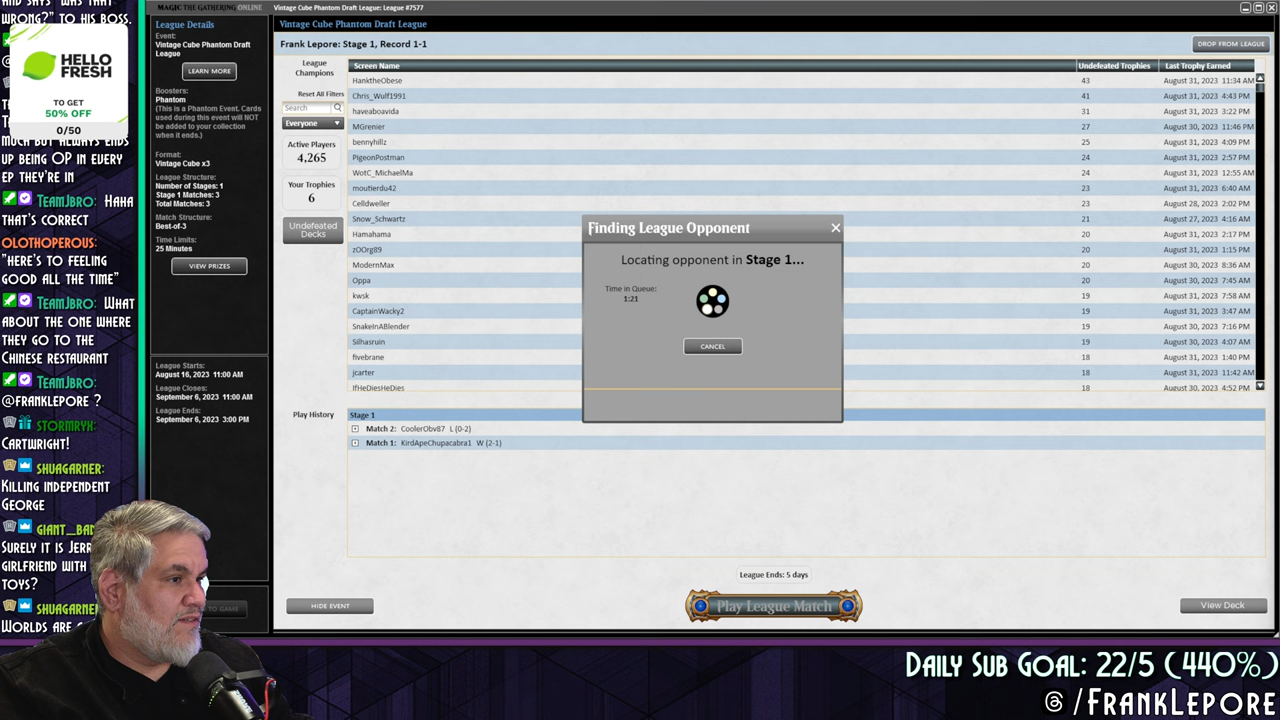 AND SAYS: "WAS THAT
WRONG?" TO HIS BOSS.
HELLO
FRESH
TO GET
50% OFF
0/50
MUCH BUT ALWAYS ENDS
UP BEING OP IN EVERY
EP THEY'RE IN
TEAMJBRO: HAHA
THAT'S CORRECT
OLOTHOPEROUS:
"HERE'S TO FEELING
GOOD ALL THE TIME"
TEAMJBRO: WHAT
ABOUT THE ONE WHERE
THEY GO TO THE
CHINESE RESTAURANT
TEAMJBRO:
@FRANKLEPORE ?
STORMRYK:
CARTWRIGHT!
SHUAGARNER:
KILLING INDEPENDENT
GEORGE
GIANT_BA
SURELY IT IS JERR
GIRLFRIEND WITH
TOYS?
SHUAGARNE
WORLDS ARE
MAGIC THE GATHERING ONLINE
Vintage Cube Phantom Draft League: League #7577
League Details
Event:
Vintage Cube Phantom Draft
League
LEARN MORE
Boosters:
Phantom
(This is a Phantom Event. Cards
used during this event will NOT
be added to your collection
when it ends.)
Format:
Vintage Cube x3
League Structure:
Number of Stages: 1
Stage 1 Matches: 3
Total Matches: 3
Match Structure:
Best-of-3
Time Limits:
25 Minutes
VIEW PRIZES
League Starts:
August 16, 2023 11:00 AM
League Closes:
September 6, 2023 11:00 AM
League Ends:
September 6, 2023 3:00 PM
TO GAME
Vintage Cube Phantom Draft League
Frank Lepore: Stage 1, Record 1-1
DROP FROM LEAGUE
League
Champions
Reset All Filters
Search
Everyone
Active Players
4,265
Your Trophies
6
Undefeated
Decks
Screen Name Undefeated Trophies Last Trophy Earned
HanktheObese 43 August 31, 2023 11:34 AM
Chris_Wulf1991 41 August 31, 2023 4:43 PM
haveaboavida 31 August 31, 2023 3:22 PM
MGrenier 27 August 30, 2023 11:46 PM
bennyhillz 25 August 31, 2023 4:09 PM
PigeonPostman 24 August 31, 2023 2:57 PM
WotC_MichaelMa 24 August 31, 2023 12:55 AM
moutierdu42 23 August 31, 2023 6:40 AM
Celldweller 23 August 28, 2023 2:02 PM
Snow_Schwartz 21 August 27, 2023 4:16 AM
Hamahama 20 August 31, 2023 2:17 PM
zOOrg89 20 August 31, 2023 1:15 PM
ModernMax 20 August 30, 2023 8:36 AM
Oppa 20 August 30, 2023 7:45 AM
kwsk 19 August 31, 2023 7:58 AM
CaptainWacky2 19 August 31, 2023 3:47 AM
SnakeInABlender 19 August 30, 2023 7:16 PM
Silhasruin 19 August 30, 2023 4:07 AM
fivebrane 18 August 31, 2023 1:40 PM
jcarter 18 August 31, 2023 11:42 AM
IfHeDiesHeDies 18 August 30, 2023 4:52 PM
Finding League Opponent
Locating opponent in Stage 1...
Time in Queue:
1:21
CANCEL
Play History
Stage 1
Match 2: CoolerObv87 L (0-2)
Match 1: KirdApeChupacabra1 W (2-1)
League Ends: 5 days
HIDE EVENT
Play League Match
View Deck
DAILY SUB GOAL: 22/5 (440%)
@/FRANKLEPORE